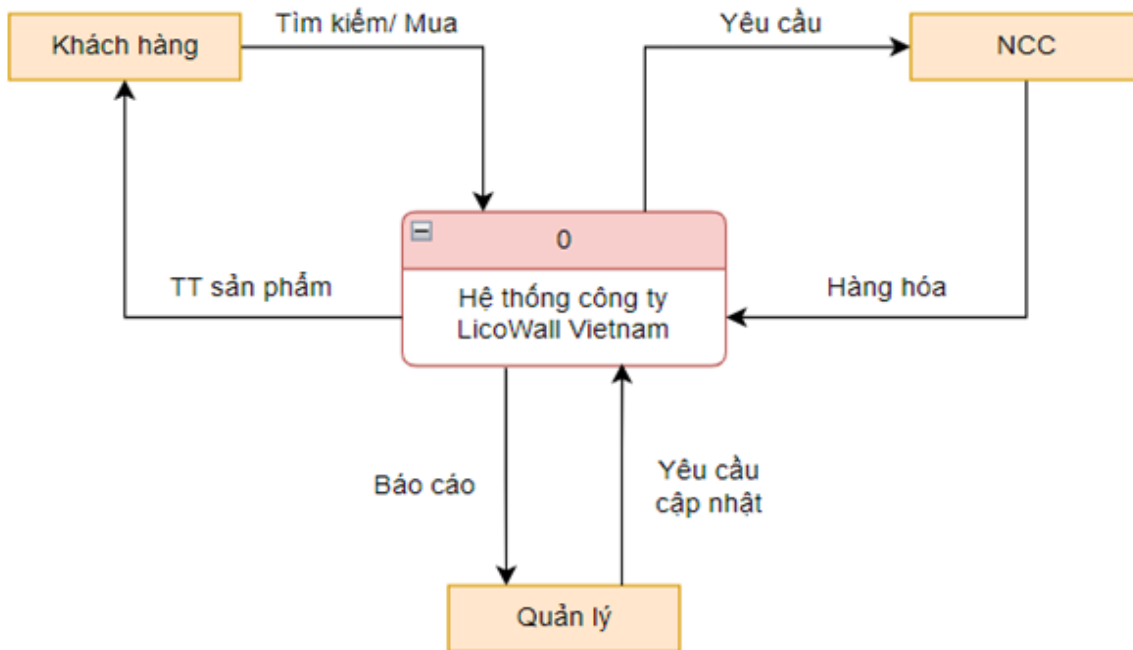 Tìm kiếm/ Mua
Yêu cầu
Khách hàng
NCC
0
TT sản phẩm
Hệ thống công ty
LicoWall Vietnam
Hàng hóa
Báo cáo
Yêu cầu
cập nhật
Quản lý